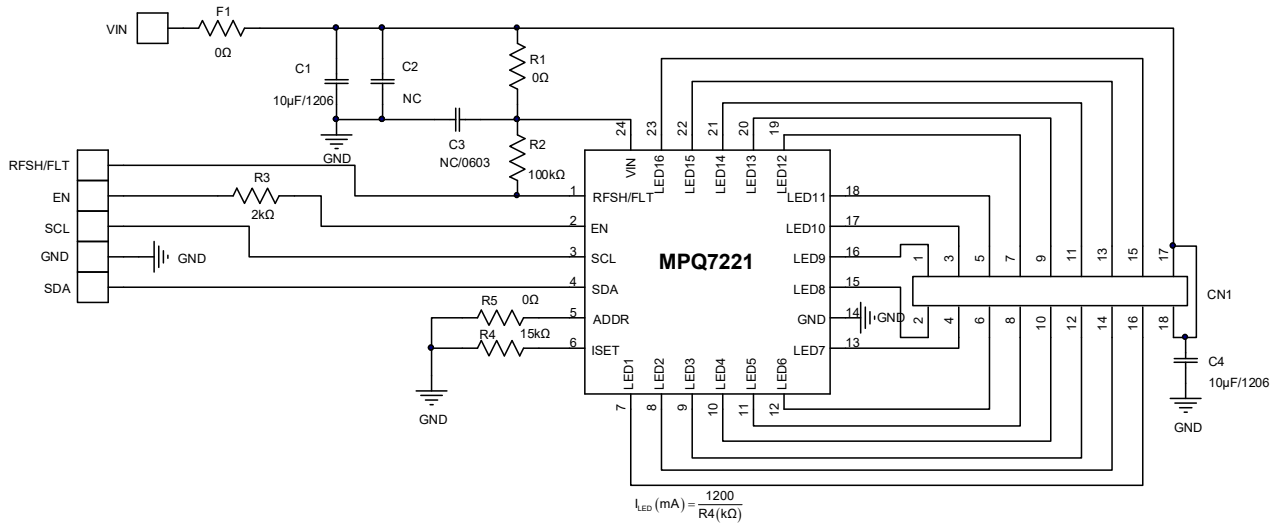 F1
VIN
0Ω
C1
10µF/1206
C2
NC
R1
0Ω
C3
NC/0603
R2
100kΩ
GND
RFSH/FLT
EN
SCL
GND
SDA
R3
2kΩ
GND
R5
0Ω
R4
15kΩ
GND
1
2
3
4
5
6
RFSH/FLT
EN
SCL
SDA
ADDR
ISET
24
23
22
21
20
19
VIN
LED16
LED15
LED14
LED13
LED12
MPQ7221
LED11
LED10
LED9
LED8
GND
LED7
18
17
16
15
14
13
GND
LED1
LED2
LED3
LED4
LED5
LED6
7
8
9
10
11
12
1
3
5
7
9
11
13
15
17
2
4
6
8
10
12
14
16
18
CN1
C4
10µF/1206
GND
I_LED (mA) = 1200 / R4(kΩ)